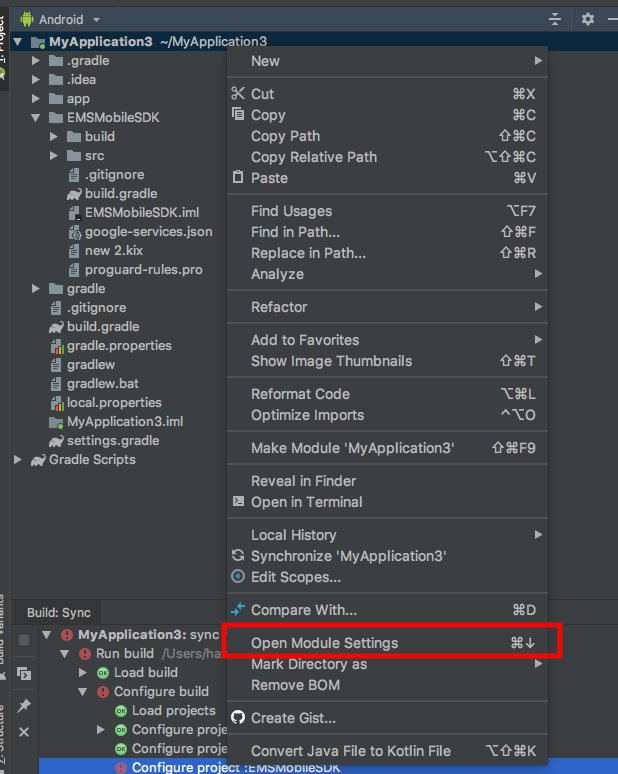 Android
1: Project
MyApplication3 ~/MyApplication3
.gradle
.idea
app
EMSMobileSDK
build
src
.gitignore
build.gradle
EMSMobileSDK.iml
google-services.json
new 2.kix
proguard-rules.pro
gradle
.gitignore
build.gradle
gradle.properties
gradlew
gradlew.bat
local.properties
MyApplication3.iml
settings.gradle
Gradle Scripts
New
Cut ⌘X
Copy ⌘C
Copy Path ⇧⌘C
Copy Relative Path ⌥⇧⌘C
Paste ⌘V
Find Usages ⌥F7
Find in Path... ⇧⌘F
Replace in Path... ⇧⌘R
Analyze
Refactor
Add to Favorites
Show Image Thumbnails ⇧⌘T
Reformat Code ⌥⌘L
Optimize Imports ^⌥O
Make Module 'MyApplication3' ⇧⌘F9
Reveal in Finder
Open in Terminal
Local History
Synchronize 'MyApplication3'
Edit Scopes...
Compare With... ⌘D
Open Module Settings ⌘↓
Mark Directory as
Remove BOM
Create Gist...
Convert Java File to Kotlin File ⌥⇧⌘K
Build: Sync
MyApplication3: sync
Run build /Users/ha
Load build
Configure build
Load projects
Configure proje
Configure proje
Configure project :EMSMobileSDK
Build Variants